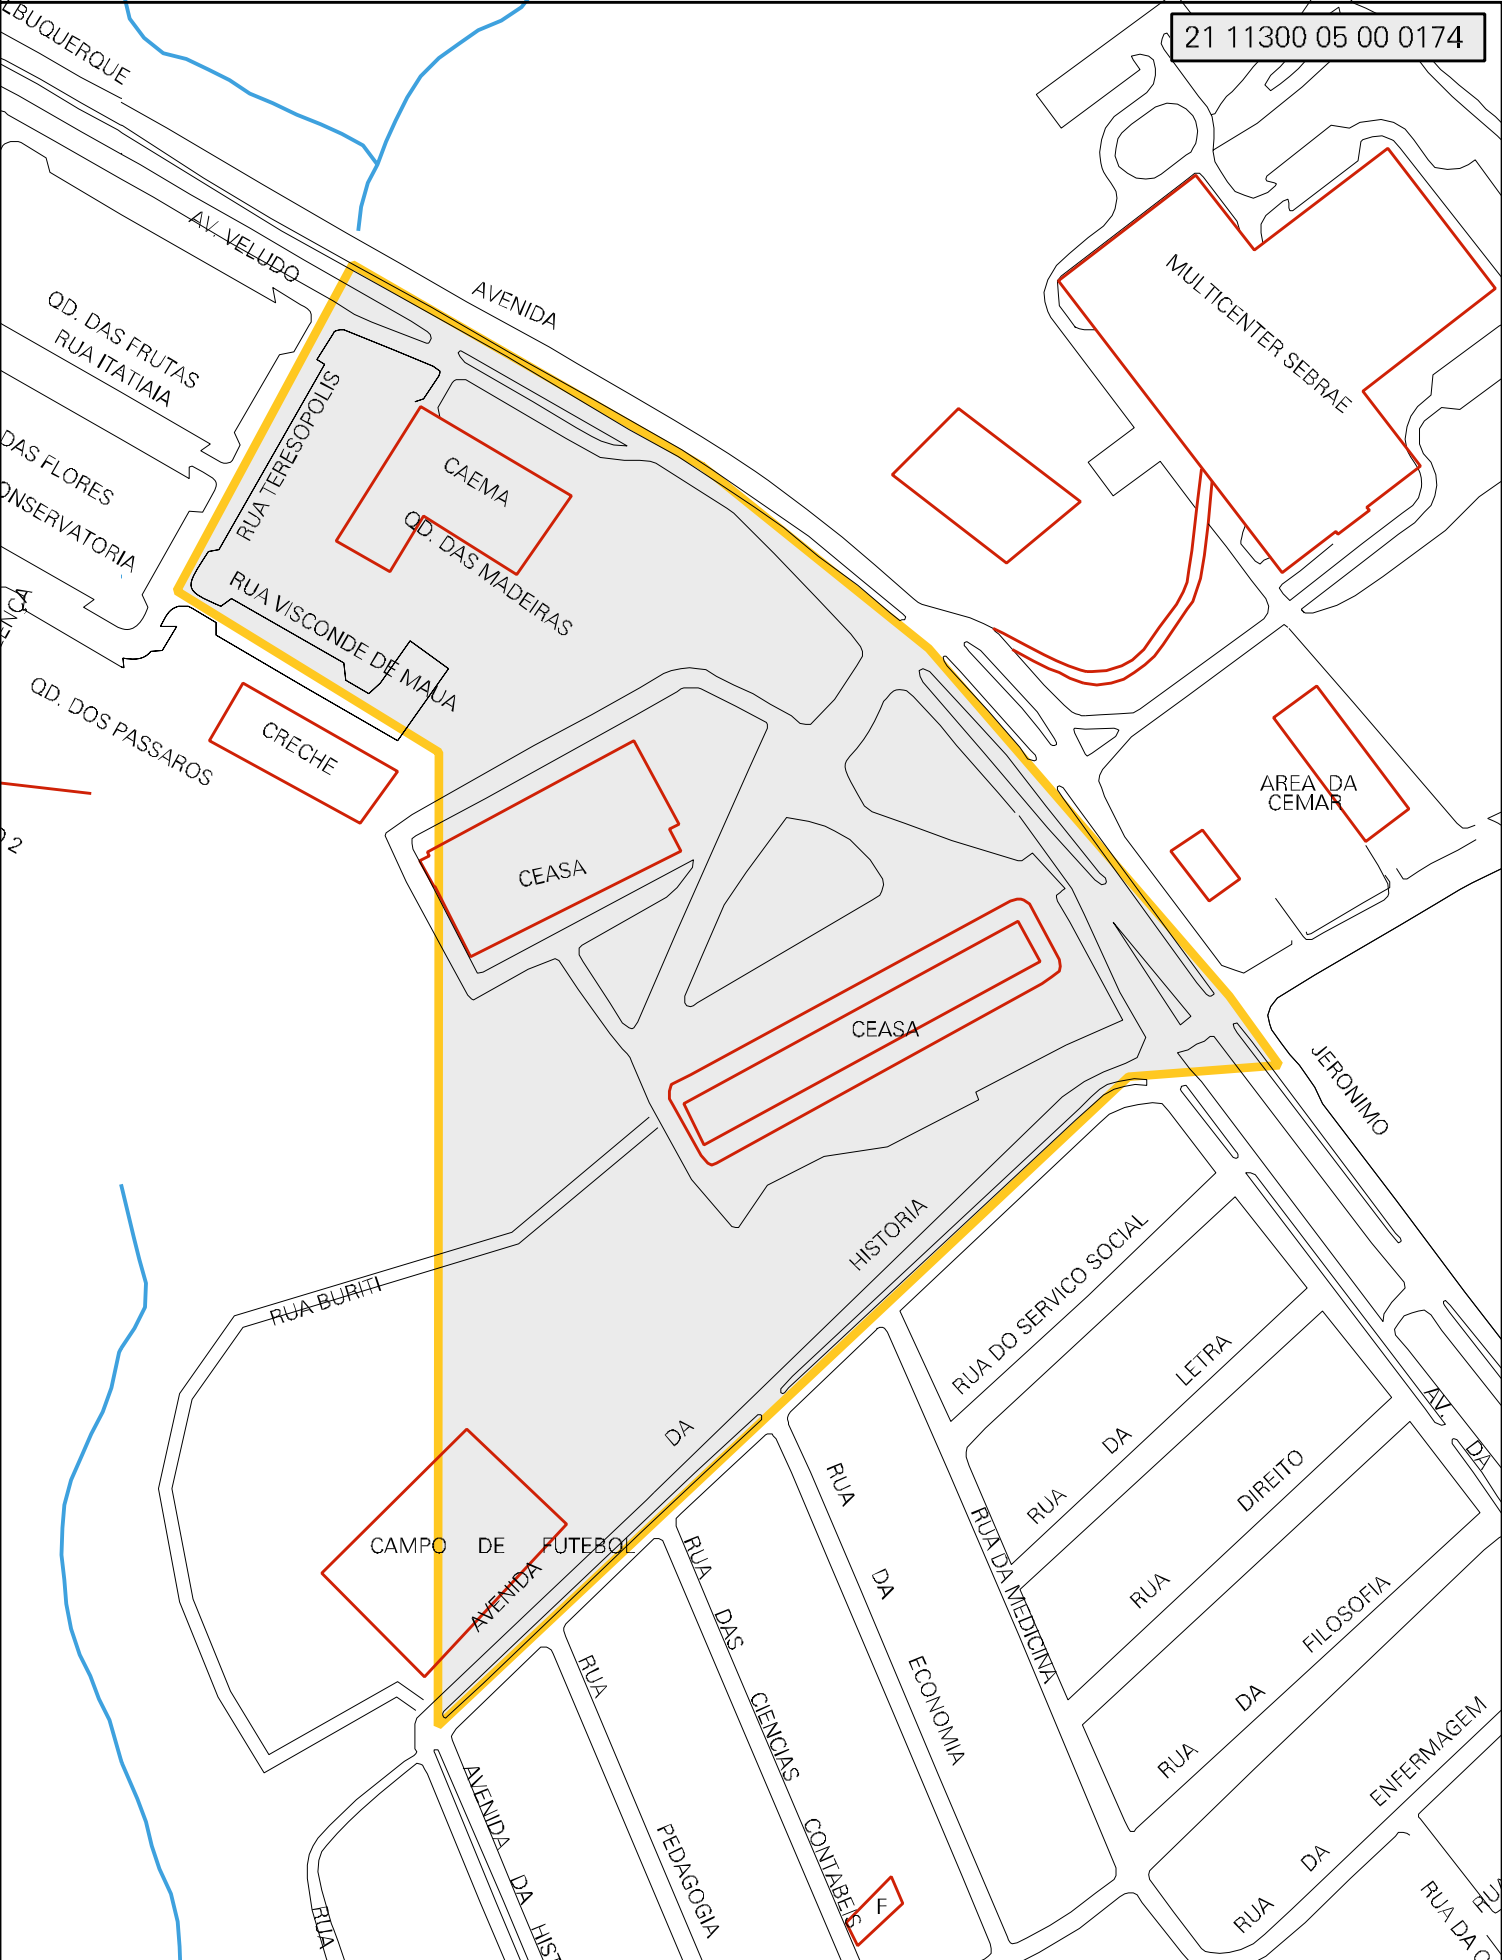 21 11300 05 00 0174
LBUQUERQUE
AV. VELUDO
AVENIDA
QD. DAS FRUTAS
RUA ITATIAIA
MULTICENTER SEBRAE
RUA TERESOPOLIS
DAS FLORES
ONSERVATORIA
CAEMA
QD. DAS MADEIRAS
RUA VISCONDE DE MAUA
QD. DOS PASSAROS
CRECHE
AREA DA
CEMAR
2
CEASA
CEASA
JERONIMO
HISTORIA
DA
AVENIDA
RUA BURITI
RUA DO SERVICO SOCIAL
RUA DA LETRA
AV. DA
RUA DIREITO
CAMPO DE FUTEBOL
RUA DA MEDICINA
RUA DA ECONOMIA
RUA DAS CIENCIAS CONTABEIS
RUA PEDAGOGIA
RUA DA FILOSOFIA
RUA DA ENFERMAGEM
AVENIDA DA HIST
F
RUA
RUA DA C
RUA